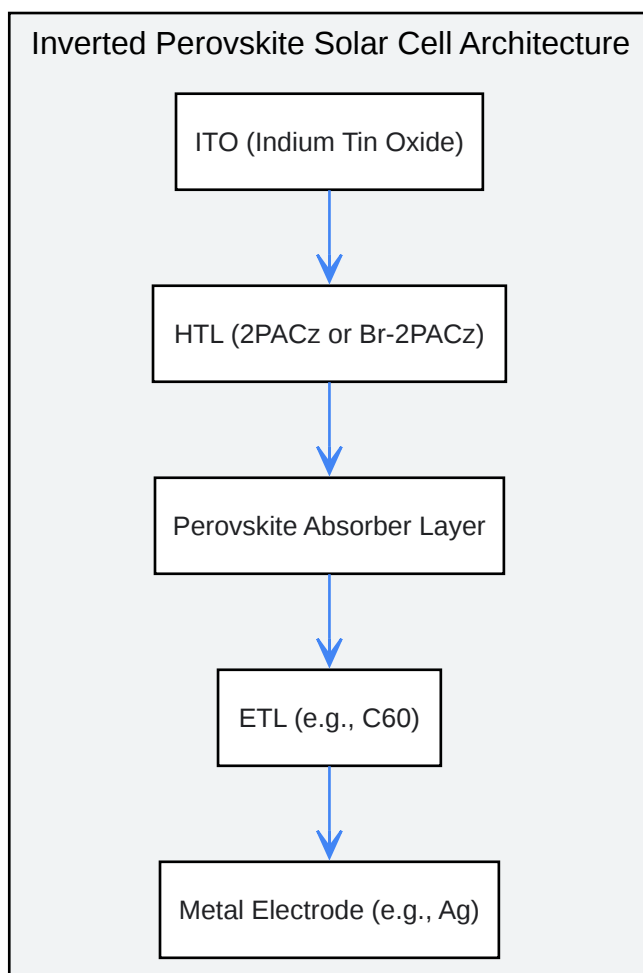 Inverted Perovskite Solar Cell Architecture
ITO (Indium Tin Oxide)
HTL (2PACz or Br-2PACz)
Perovskite Absorber Layer
ETL (e.g., C60)
Metal Electrode (e.g., Ag)